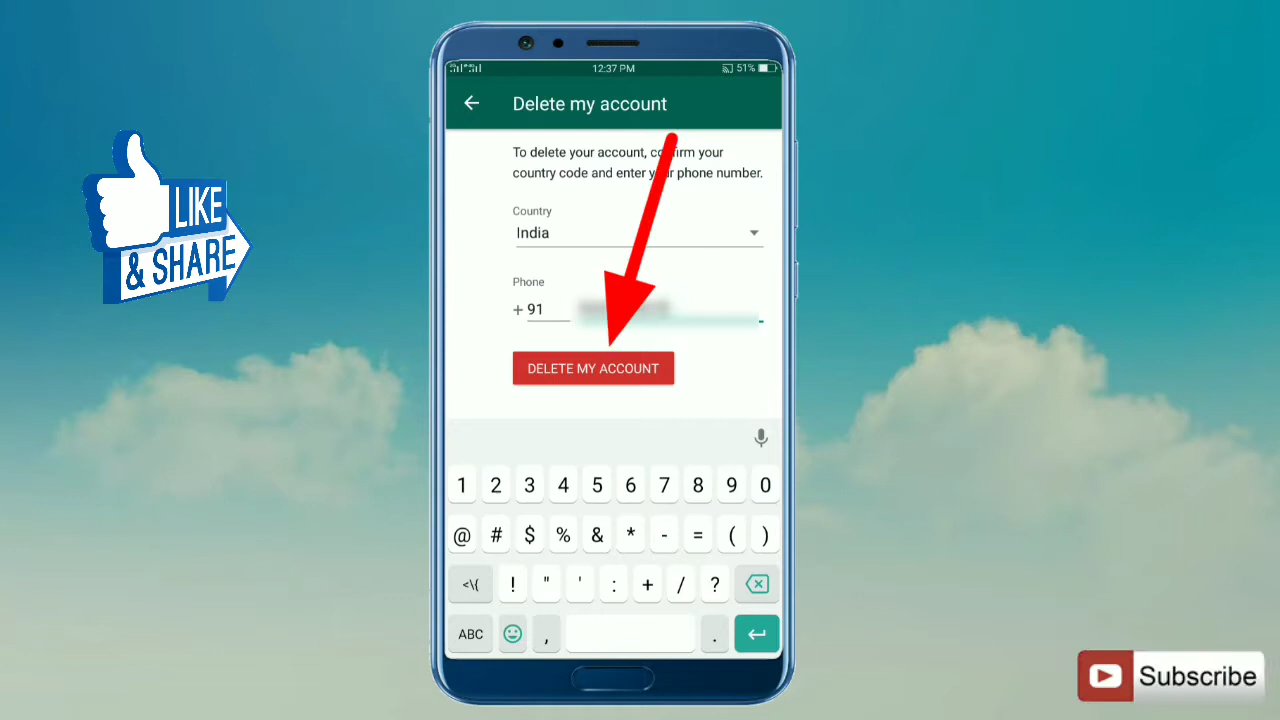 12:37 PM
51%
Delete my account
To delete your account, confirm your
country code and enter your phone number.
Country
India
Phone
+ 91
DELETE MY ACCOUNT
1 2 3 4 5 6 7 8 9 0
@ # $ % & * - = ( )
<\{ ! " ' : + / ?
ABC , .
LIKE
& SHARE
Subscribe